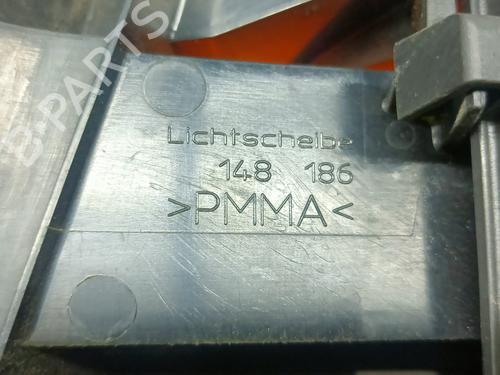 B-PARTS
Lichtscheibe
148 186
>PMMA<